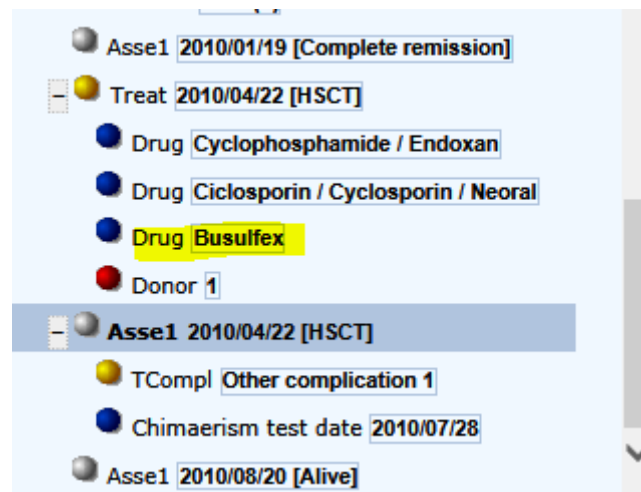 Asse1 2010/01/19 [Complete remission]
Treat 2010/04/22 [HSCT]
Drug Cyclophosphamide / Endoxan
Drug Ciclosporin / Cyclosporin / Neoral
Drug Busulfex
Donor 1
Asse1 2010/04/22 [HSCT]
TCompl Other complication 1
Chimaerism test date 2010/07/28
Asse1 2010/08/20 [Alive]